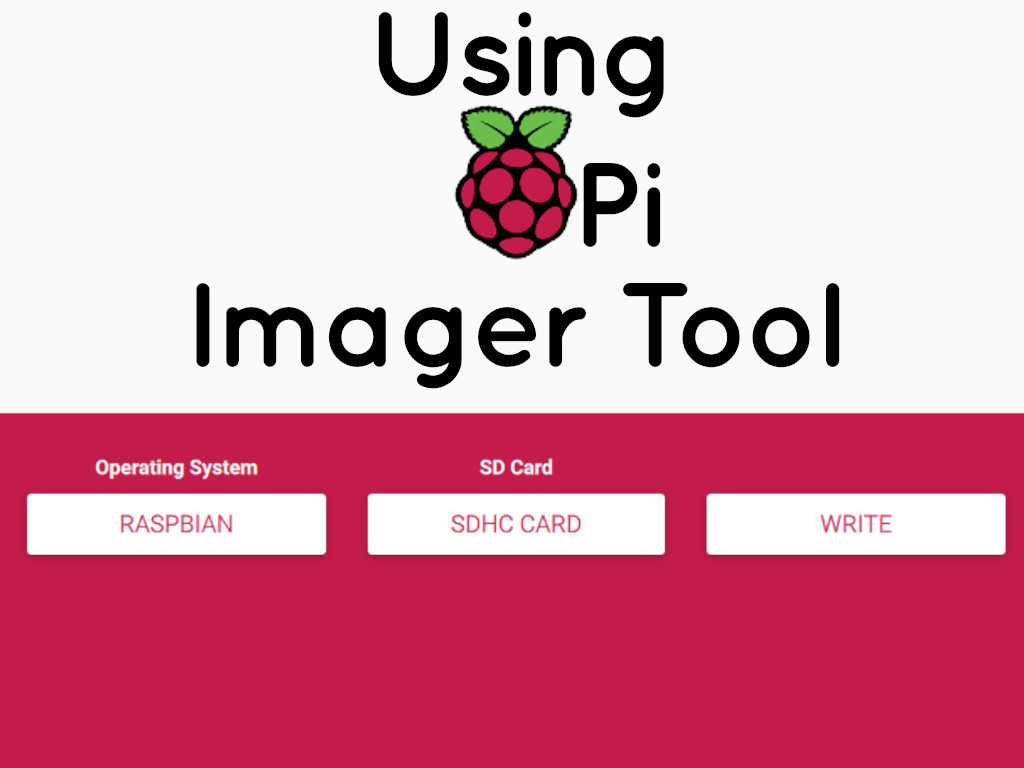 Using
Pi
Imager Tool
Operating System
SD Card
RASPBIAN
SDHC CARD
WRITE